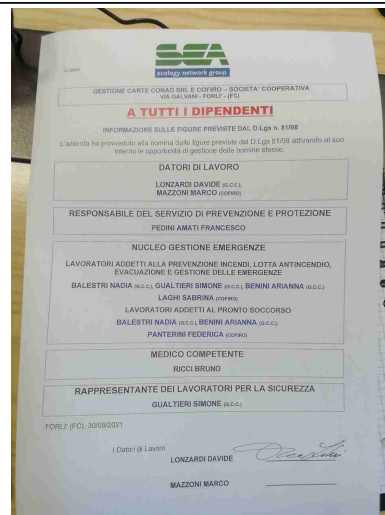 SEA
ecology network group
GESTIONE CARTE CONAD SRL E COFIRO – SOCIETA' COOPERATIVA
VIA GALVANI - FORLI' - (FC)
A TUTTI I DIPENDENTI
INFORMAZIONE SULLE FIGURE PREVISTE DAL D.Lgs n. 81/08
L'azienda ha provveduto alla nomina delle figure previste dal D.Lgs 81/08 attivando al suo
interno le opportunità di gestione delle nomine stesse.
DATORI DI LAVORO
LONZARDI DAVIDE (G.C.C.)
MAZZONI MARCO (COFIRO)
RESPONSABILE DEL SERVIZIO DI PREVENZIONE E PROTEZIONE
PEDINI AMATI FRANCESCO
NUCLEO GESTIONE EMERGENZE
LAVORATORI ADDETTI ALLA PREVENZIONE INCENDI, LOTTA ANTINCENDIO,
EVACUAZIONE E GESTIONE DELLE EMERGENZE
BALESTRI NADIA (G.C.C.), GUALTIERI SIMONE (G.C.C.), BENINI ARIANNA (G.C.C.)
LAGHI SABRINA (COFIRO)
LAVORATORI ADDETTI AL PRONTO SOCCORSO
BALESTRI NADIA (G.C.C.), BENINI ARIANNA (G.C.C.),
PANTERINI FEDERICA (COFIRO)
MEDICO COMPETENTE
RICCI BRUNO
RAPPRESENTANTE DEI LAVORATORI PER LA SICUREZZA
GUALTIERI SIMONE (G.C.C.)
FORLI' (FC), 30/09/2021
I Datori di Lavoro
LONZARDI DAVIDE
MAZZONI MARCO